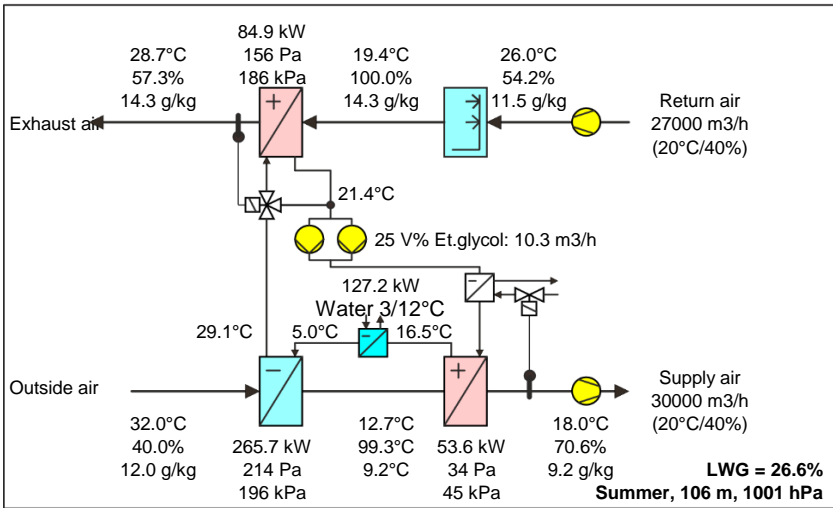 84.9 kW
28.7°C 156 Pa 19.4°C 26.0°C
57.3% 186 kPa 100.0% 54.2%
14.3 g/kg 14.3 g/kg 11.5 g/kg Return air
Exhaust air 27000 m3/h
(20°C/40%)
21.4°C
25 V% Et.glycol: 10.3 m3/h
127.2 kW
Water 3/12°C
29.1°C 5.0°C 16.5°C
Outside air Supply air
30000 m3/h
32.0°C 12.7°C 18.0°C (20°C/40%)
40.0% 265.7 kW 99.3°C 53.6 kW 70.6%
12.0 g/kg 214 Pa 9.2°C 34 Pa 9.2 g/kg LWG = 26.6%
196 kPa 45 kPa Summer, 106 m, 1001 hPa